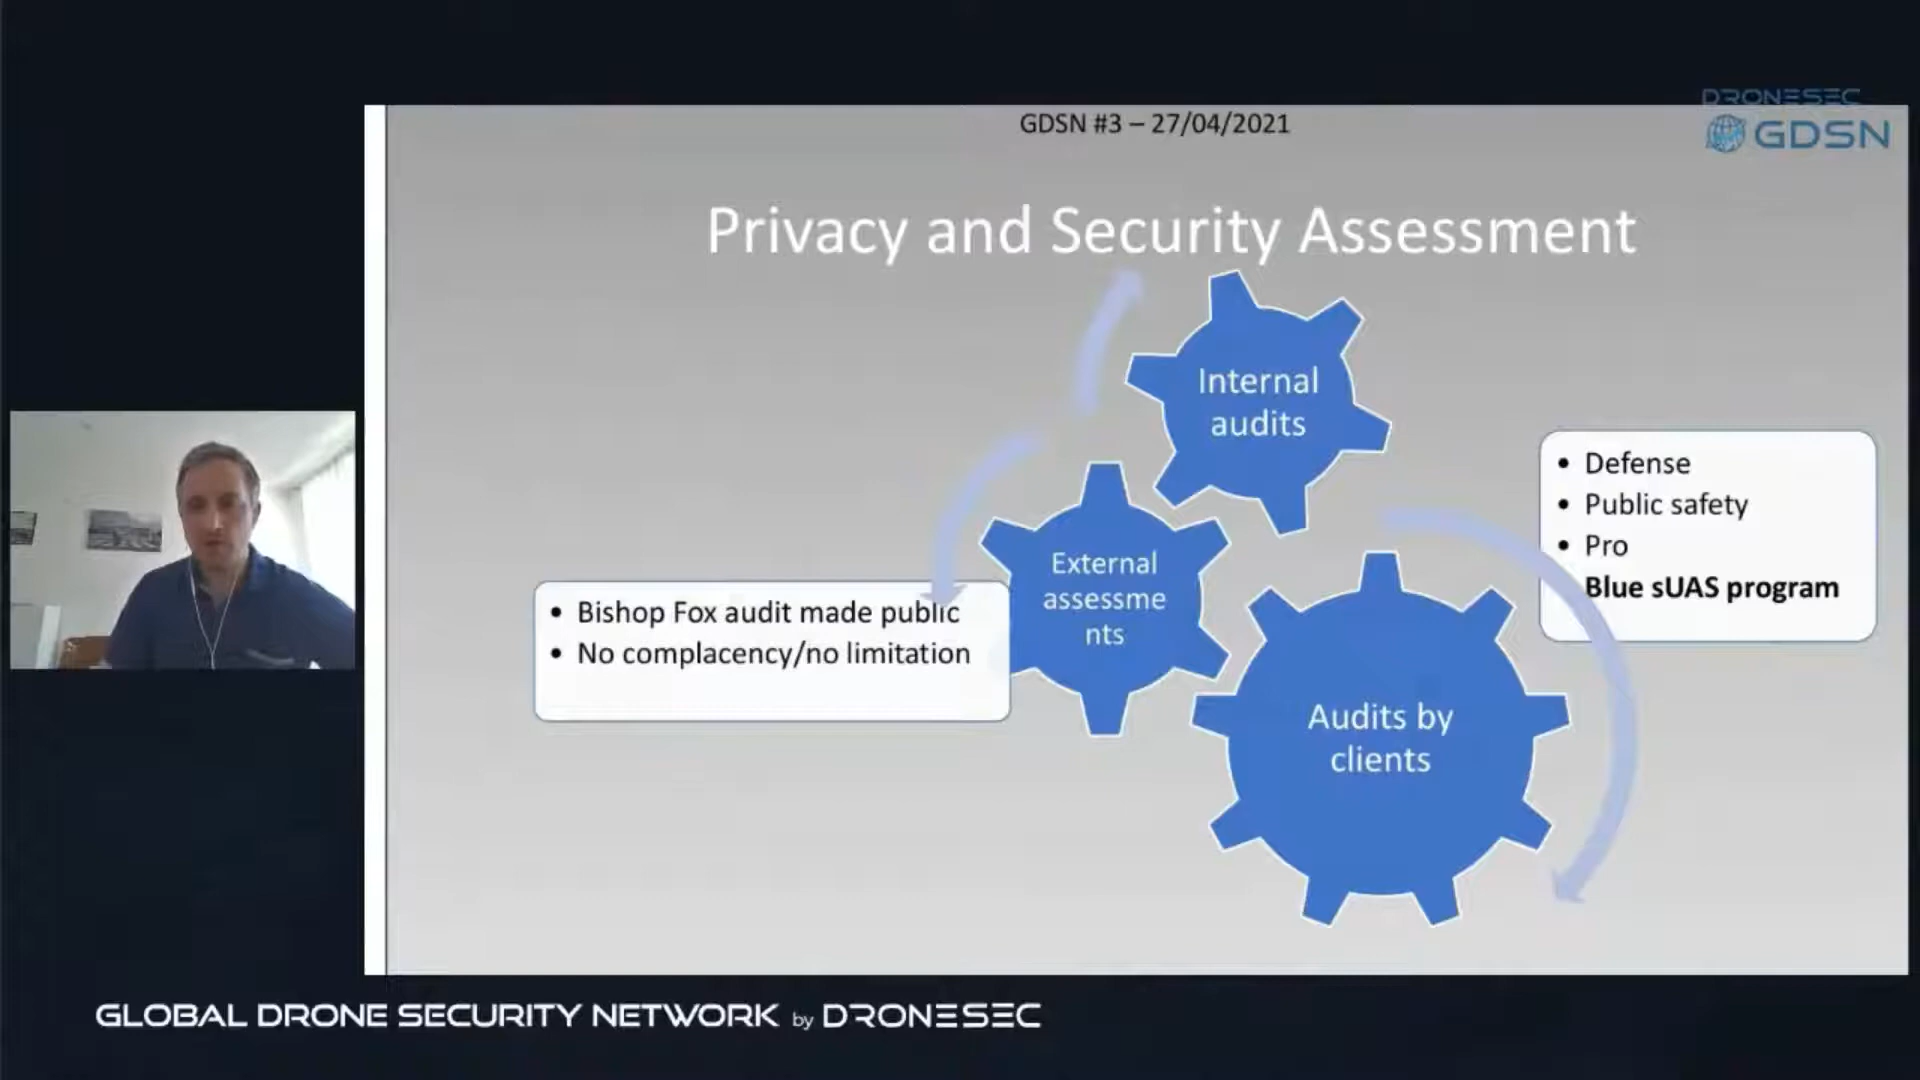 DRONESEC
GDSN #3 – 27/04/2021
GDSN
Privacy and Security Assessment
Internal
audits
• Defense
• Public safety
• Pro
Blue sUAS program
External
assessme
nts
• Bishop Fox audit made public
• No complacency/no limitation
Audits by
clients
GLOBAL DRONE SECURITY NETWORK by DRONESEC